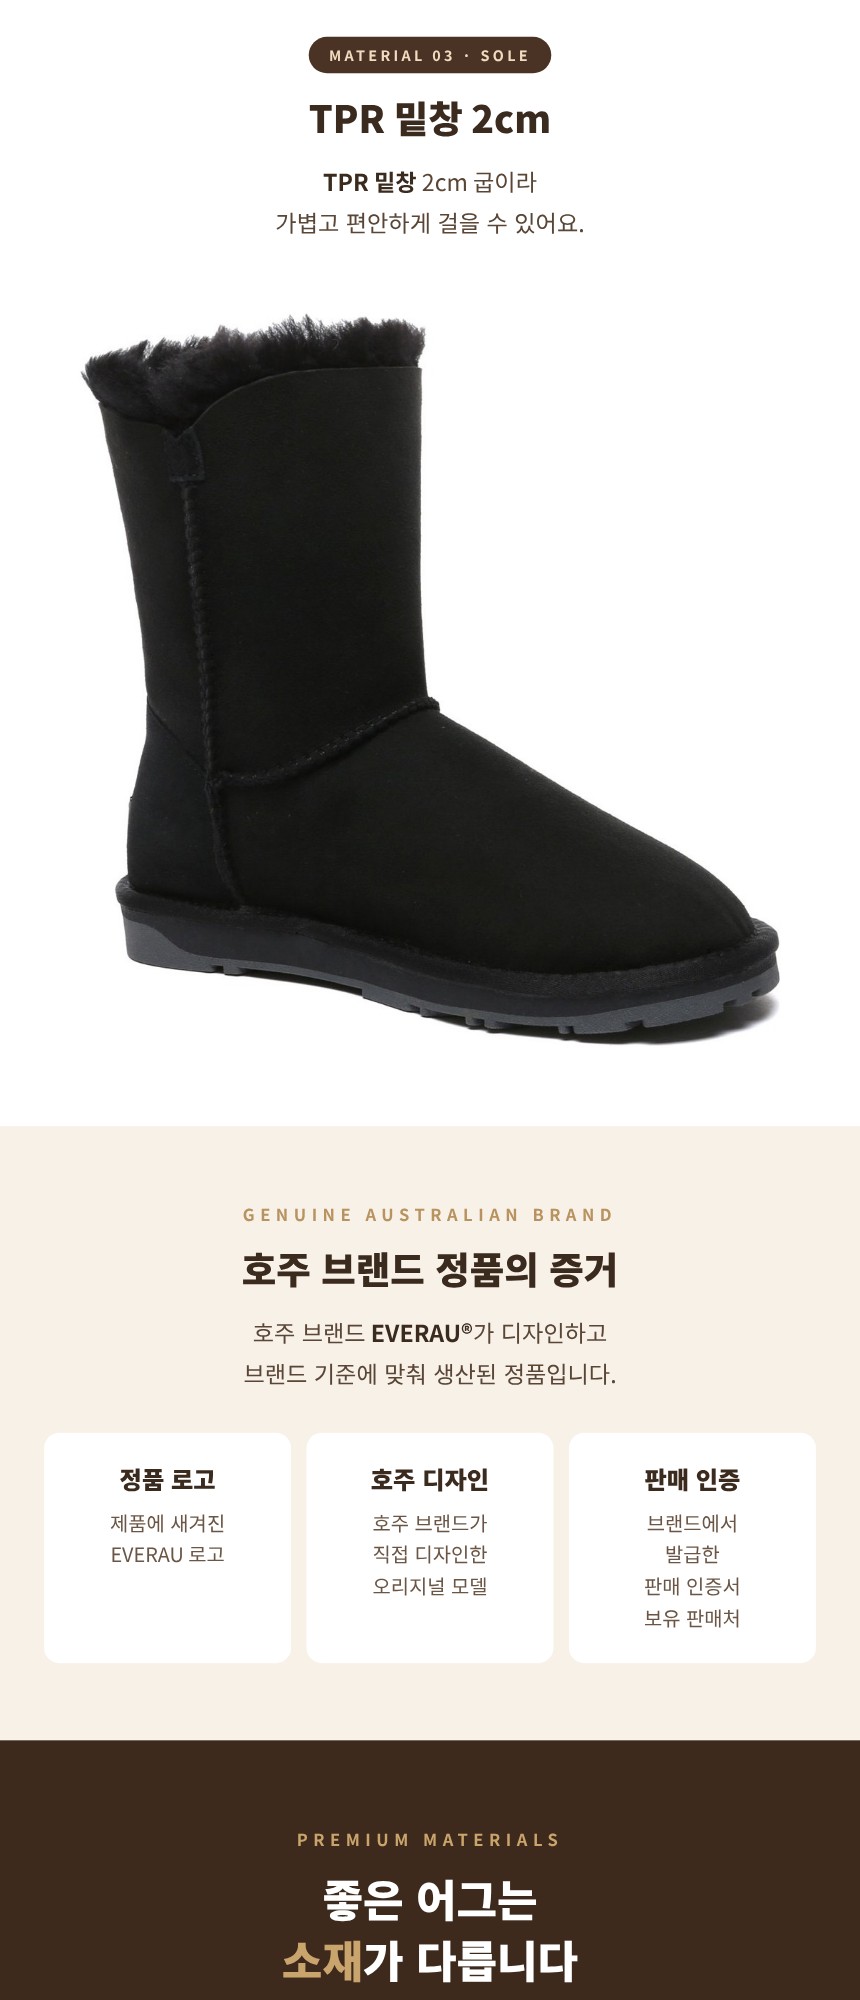 MATERIAL 03 · SOLE
TPR 밑창 2cm
TPR 밑창 2cm 굽이라
가볍고 편안하게 걸을 수 있어요.
GENUINE AUSTRALIAN BRAND
호주 브랜드 정품의 증거
호주 브랜드 EVERAU®가 디자인하고
브랜드 기준에 맞춰 생산된 정품입니다.
정품 로고
제품에 새겨진
EVERAU 로고
호주 디자인
호주 브랜드가
직접 디자인한
오리지널 모델
판매 인증
브랜드에서
발급한
판매 인증서
보유 판매처
PREMIUM MATERIALS
좋은 어그는
소재가 다릅니다